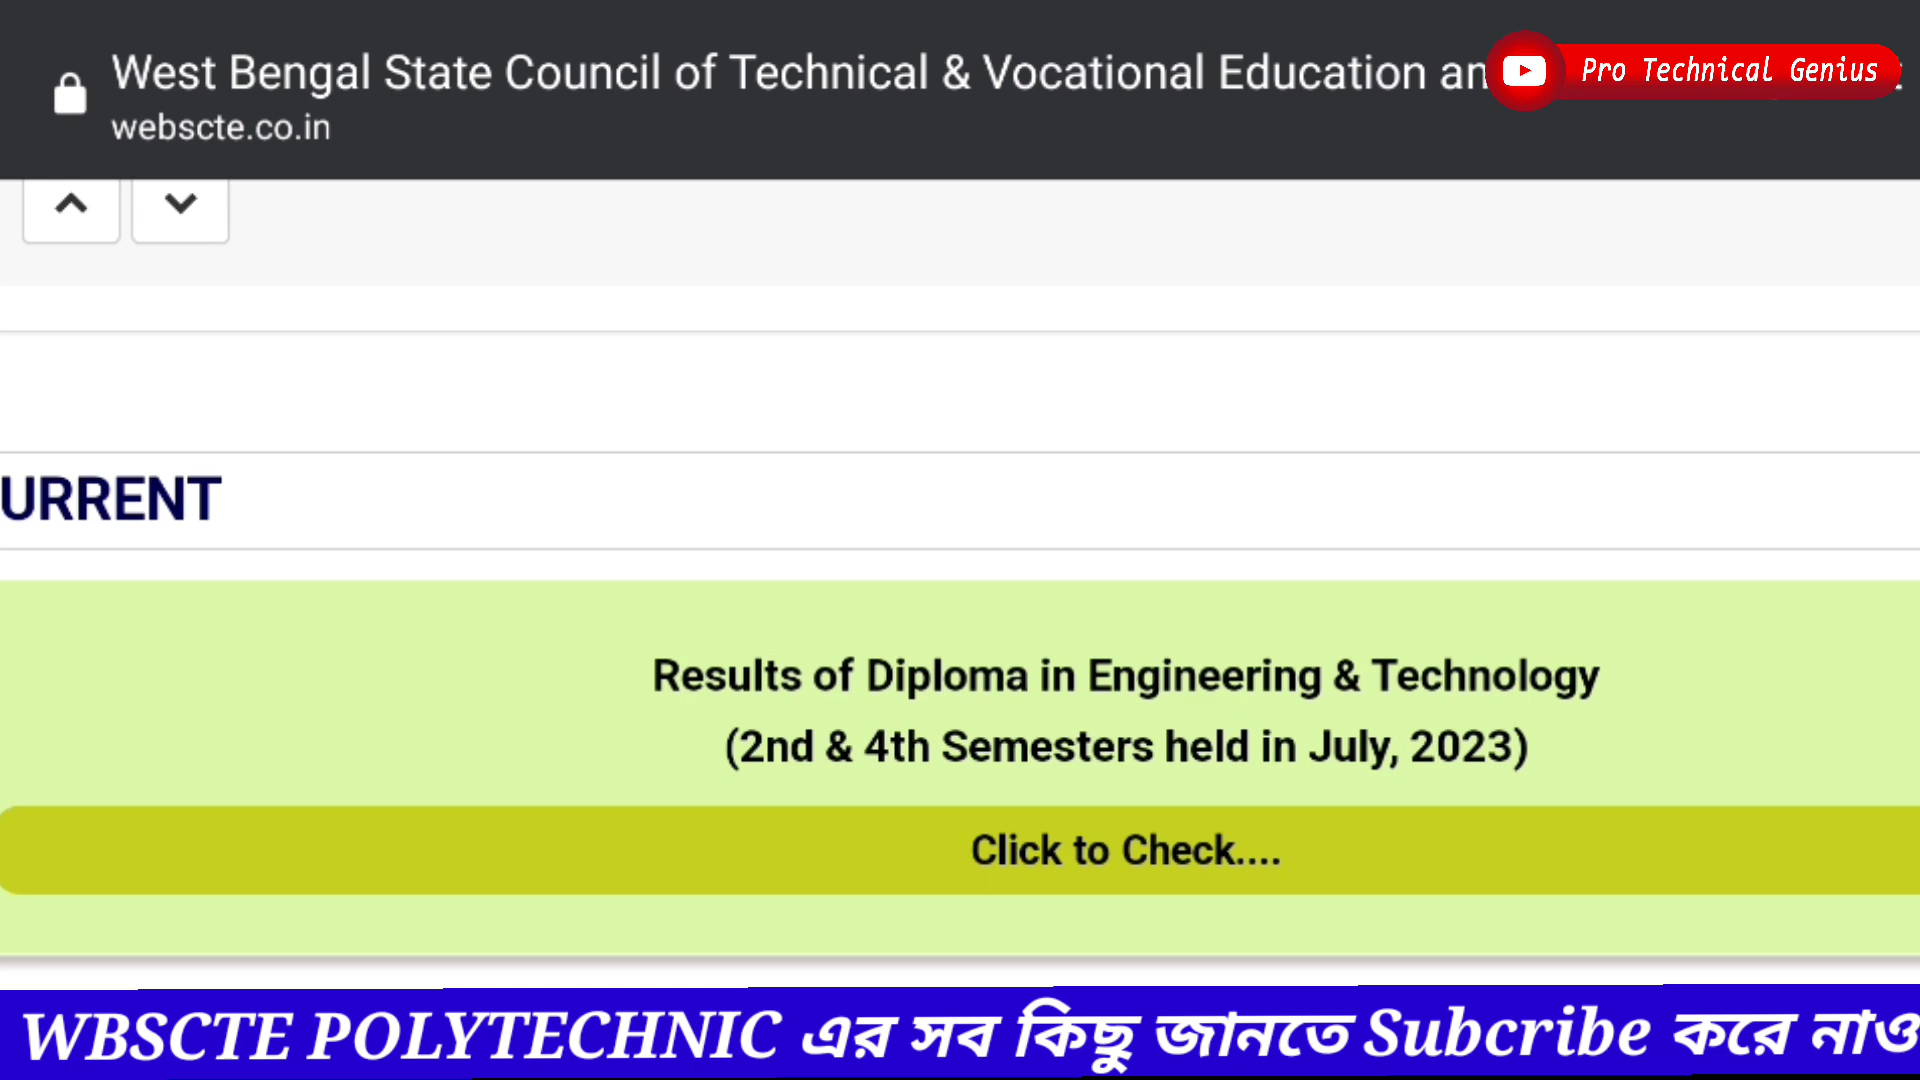 West Bengal State Council of Technical & Vocational Education an
Pro Technical Genius
webscte.co.in
URRENT
Results of Diploma in Engineering & Technology
(2nd & 4th Semesters held in July, 2023)
Click to Check....
WBSCTE POLYTECHNIC এর সব কিছু জানতে Subcribe করে নাও